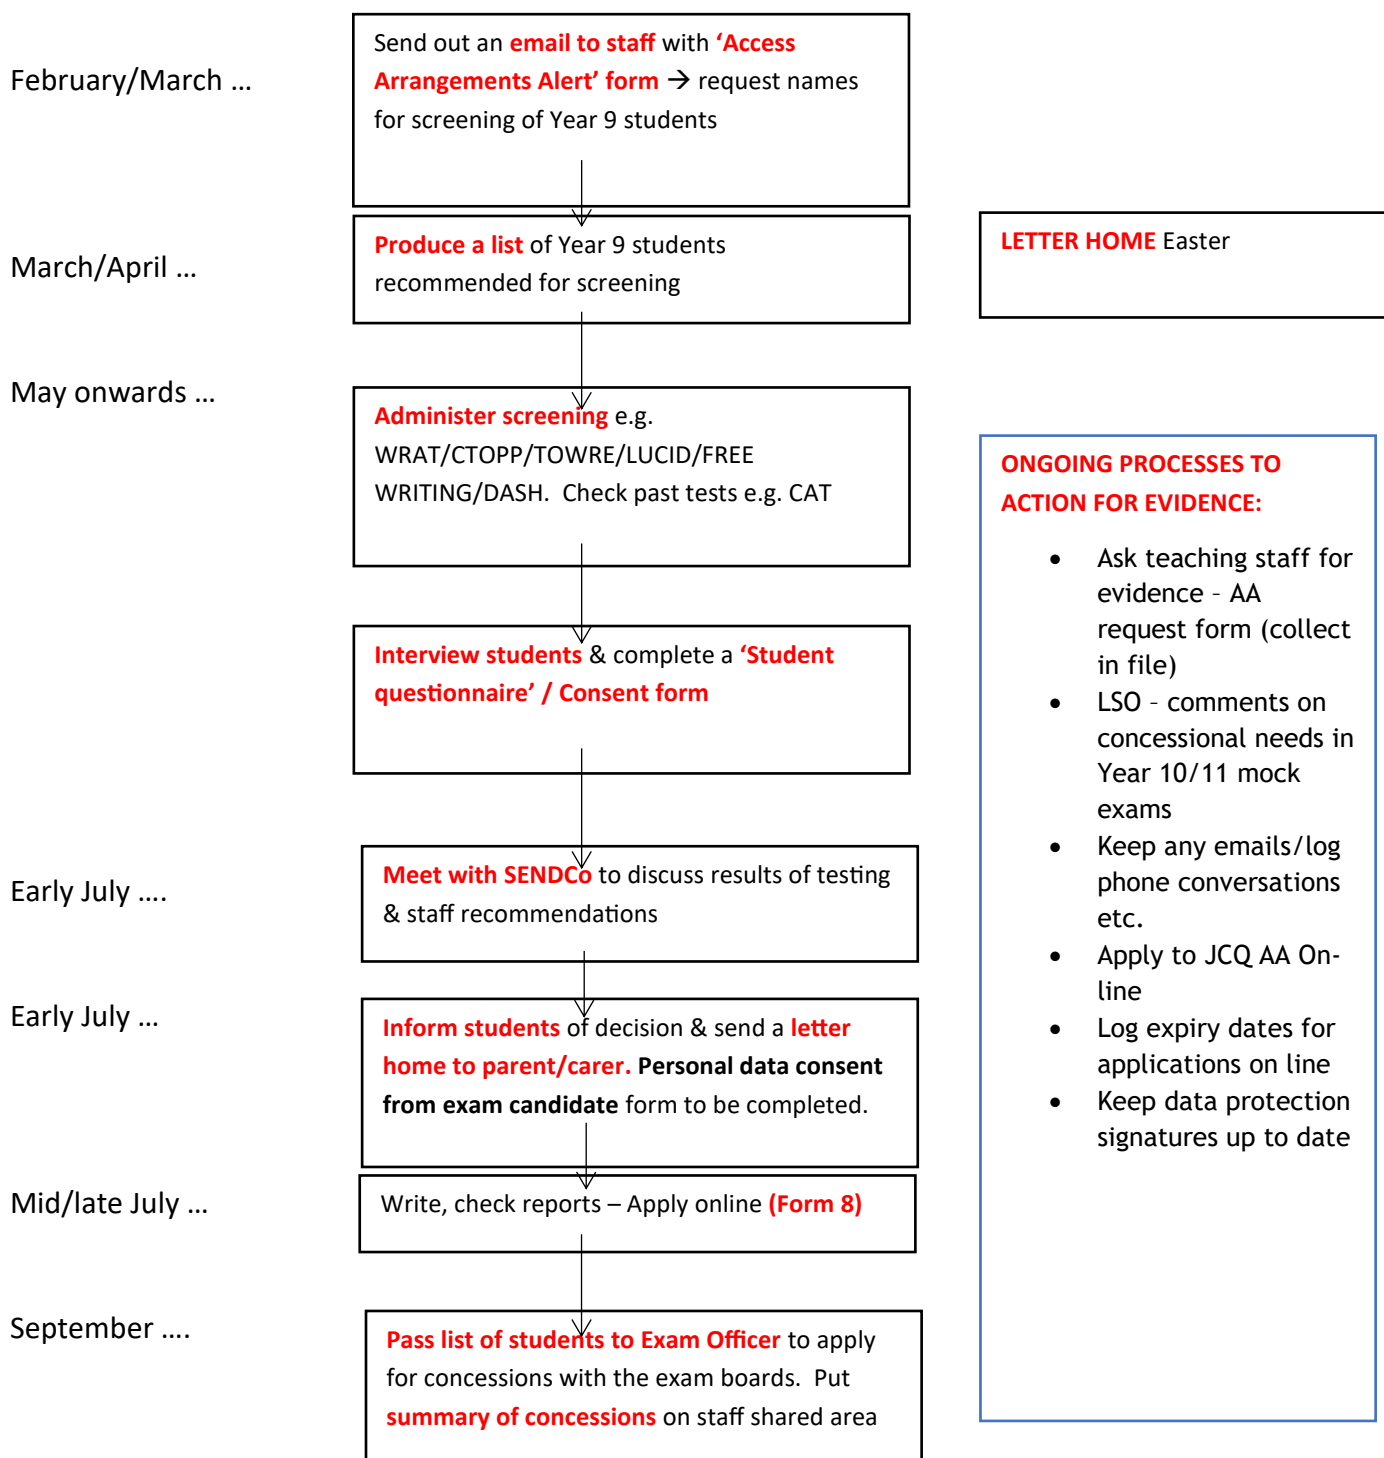 February/March …
Send out an email to staff with ‘Access
Arrangements Alert’ form → request names
for screening of Year 9 students
March/April …
Produce a list of Year 9 students
recommended for screening
LETTER HOME Easter
May onwards …
Administer screening e.g.
WRAT/CTOPP/TOWRE/LUCID/FREE
WRITING/DASH. Check past tests e.g. CAT
Interview students & complete a ‘Student
questionnaire’ / Consent form
Early July ….
Meet with SENDCo to discuss results of testing
& staff recommendations
Early July …
Inform students of decision & send a letter
home to parent/carer. Personal data consent
from exam candidate form to be completed.
Mid/late July …
Write, check reports – Apply online (Form 8)
September ….
Pass list of students to Exam Officer to apply
for concessions with the exam boards. Put
summary of concessions on staff shared area
ONGOING PROCESSES TO
ACTION FOR EVIDENCE:
• Ask teaching staff for
evidence – AA
request form (collect
in file)
• LSO – comments on
concessional needs in
Year 10/11 mock
exams
• Keep any emails/log
phone conversations
etc.
• Apply to JCQ AA On-
line
• Log expiry dates for
applications on line
• Keep data protection
signatures up to date